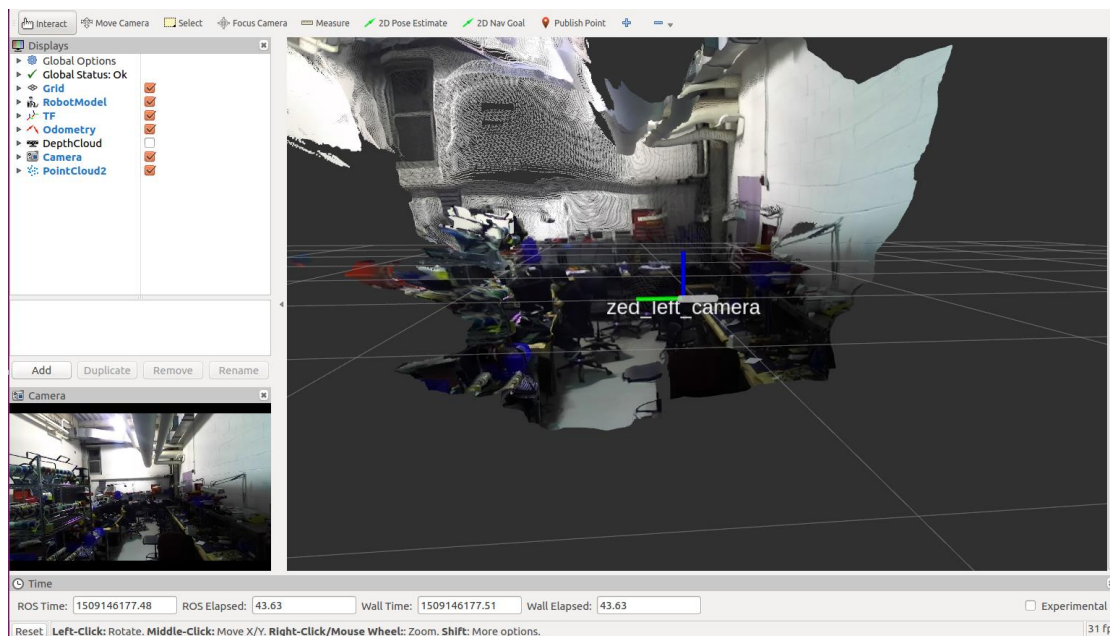 Interact Move Camera Select Focus Camera Measure 2D Pose Estimate 2D Nav Goal Publish Point
Displays
Global Options
Global Status: Ok
Grid
RobotModel
TF
Odometry
DepthCloud
Camera
PointCloud2
zed_left_camera
Add Duplicate Remove Rename
Camera
Time
ROS Time: 1509146177.48 ROS Elapsed: 43.63 Wall Time: 1509146177.51 Wall Elapsed: 43.63 Experimental
Reset Left-Click: Rotate. Middle-Click: Move X/Y. Right-Click/Mouse Wheel:: Zoom. Shift: More options. 31 fp